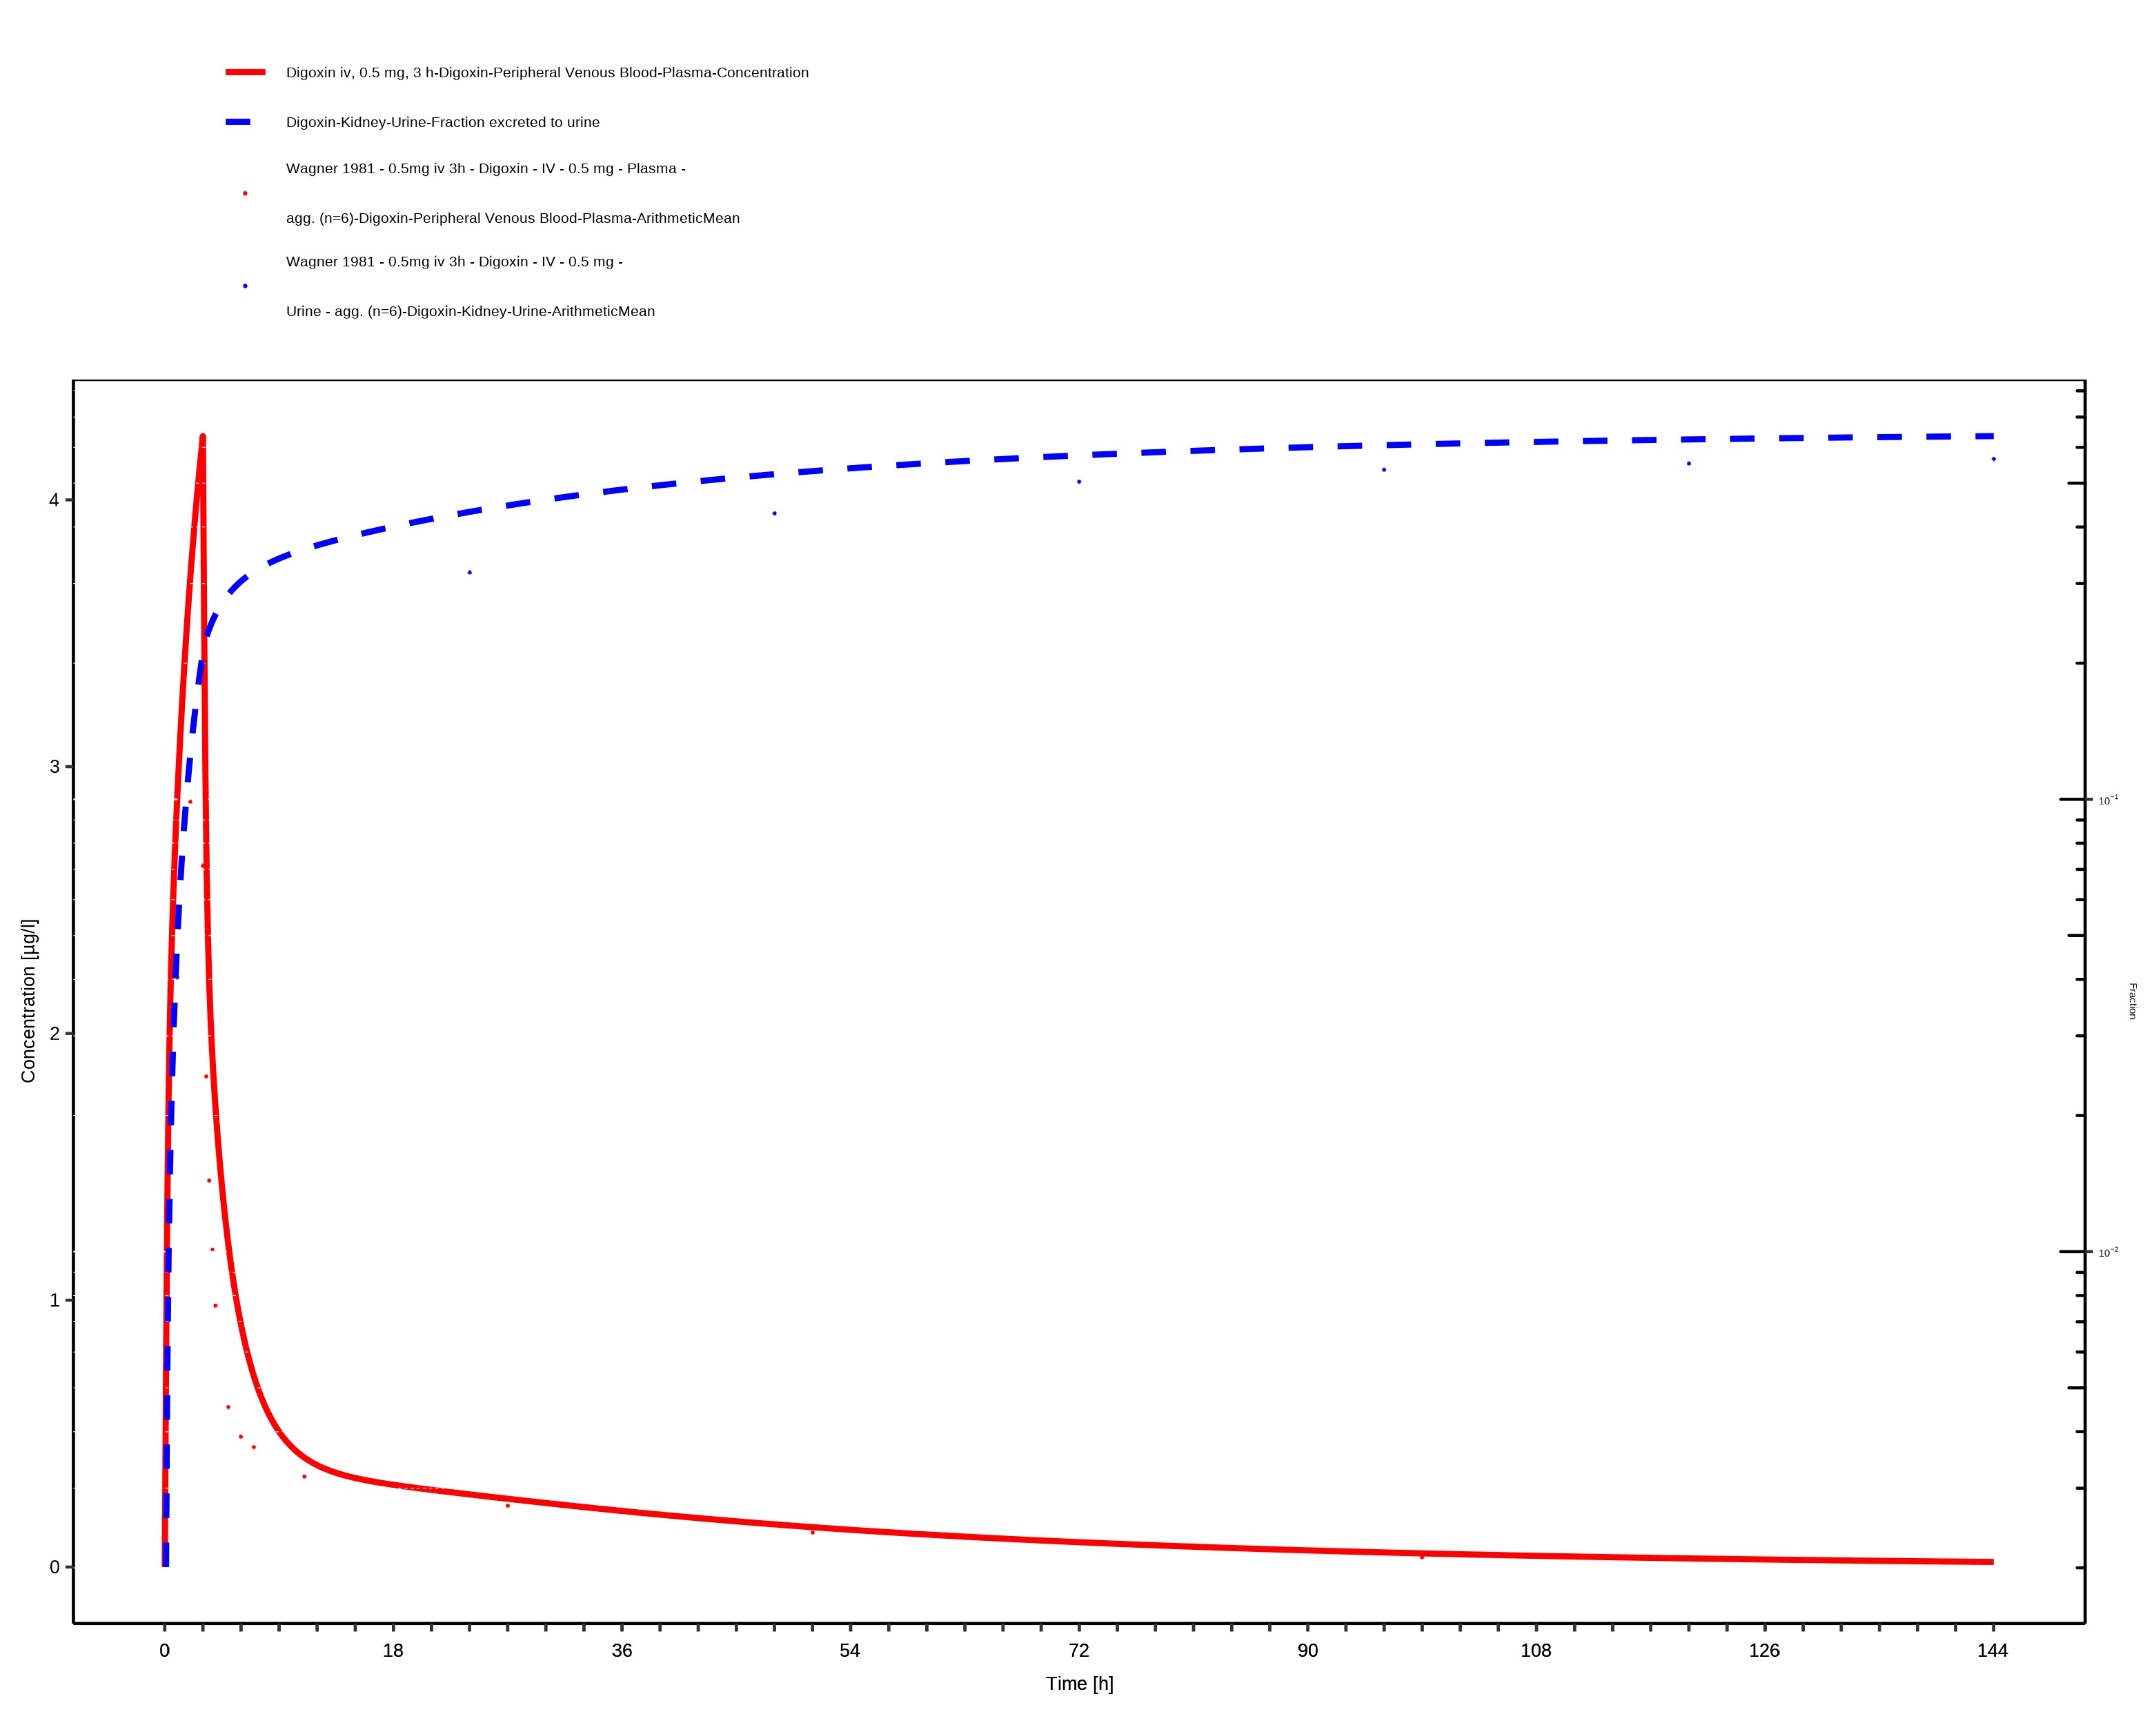 Digoxin iv, 0.5 mg, 3 h-Digoxin-Peripheral Venous Blood-Plasma-Concentration
Digoxin-Kidney-Urine-Fraction excreted to urine
Wagner 1981 - 0.5mg iv 3h - Digoxin - IV - 0.5 mg - Plasma -
agg. (n=6)-Digoxin-Peripheral Venous Blood-Plasma-ArithmeticMean
Wagner 1981 - 0.5mg iv 3h - Digoxin - IV - 0.5 mg -
Urine - agg. (n=6)-Digoxin-Kidney-Urine-ArithmeticMean
4
3
2
1
0
Concentration [µg/l]
10⁻¹
10⁻²
Fraction
0 18 36 54 72 90 108 126 144
Time [h]